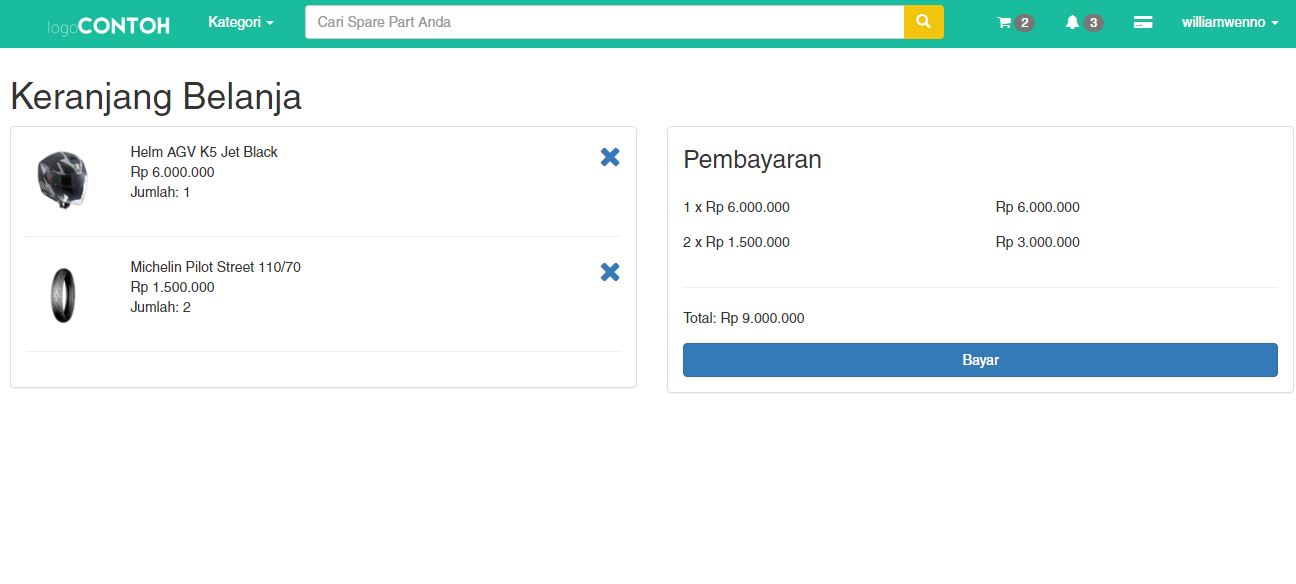 logoCONTOH
Kategori
Cari Spare Part Anda
2
3
williamwenno
Keranjang Belanja
Helm AGV K5 Jet Black
Rp 6.000.000
Jumlah: 1
Michelin Pilot Street 110/70
Rp 1.500.000
Jumlah: 2
Pembayaran
1 x Rp 6.000.000 Rp 6.000.000
2 x Rp 1.500.000 Rp 3.000.000
Total: Rp 9.000.000
Bayar